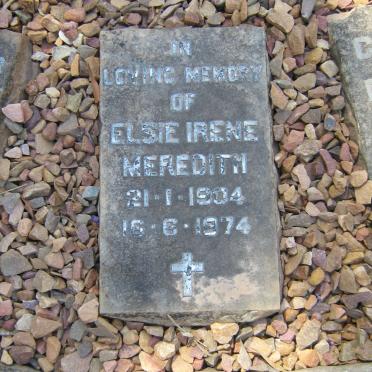 IN
LOVING MEMORY
OF
ELSIE IRENE
MEREDITH
21·1·1904
16·6·1974